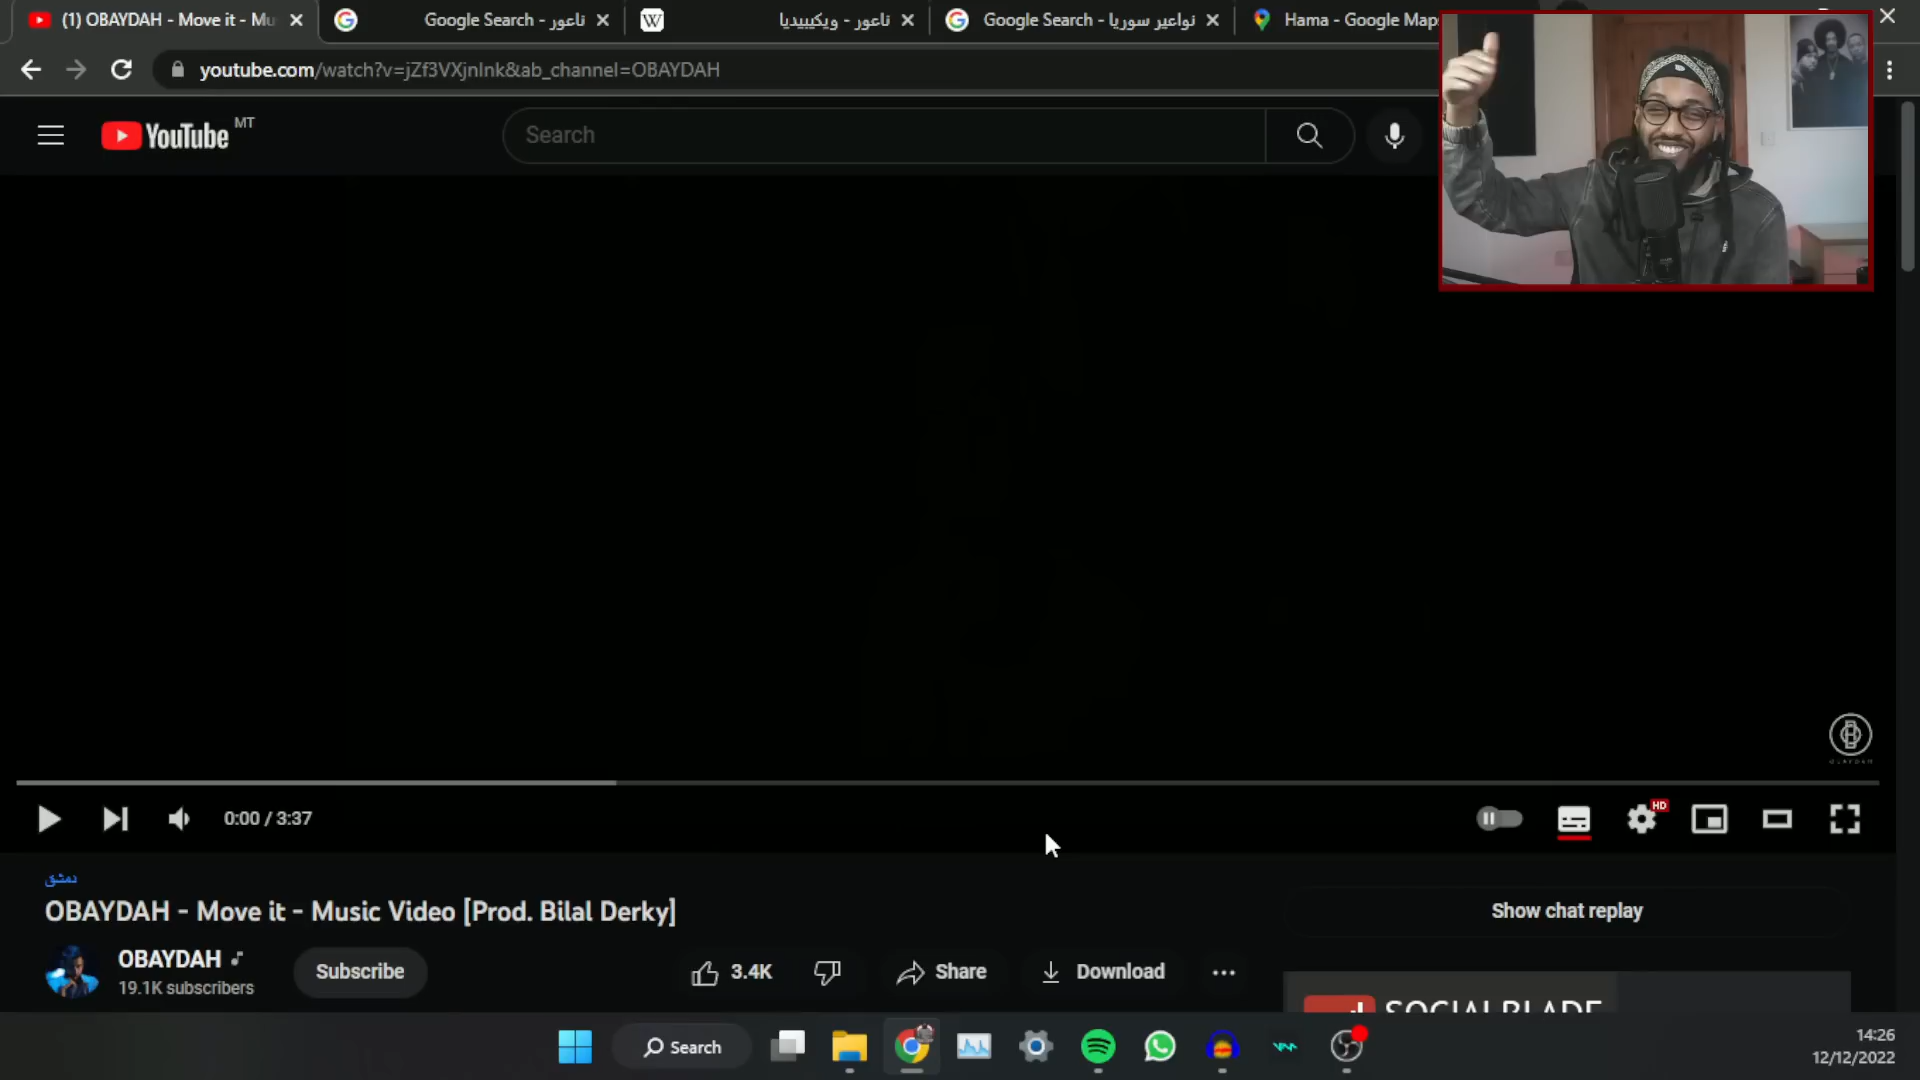 (1) OBAYDAH - Move it - Mu
ناعور - Google Search
ناعور - ويكيبيديا
نواعير سوريا - Google Search
Hama - Google Maps
youtube.com/watch?v=jZf3VXjnlnk&ab_channel=OBAYDAH
YouTube MT
Search
0:00 / 3:37
HD
دمشق
OBAYDAH - Move it - Music Video [Prod. Bilal Derky]
Show chat replay
OBAYDAH
19.1K subscribers
Subscribe
3.4K
Share
Download
SOCIALBLADE
Search
14:26
12/12/2022